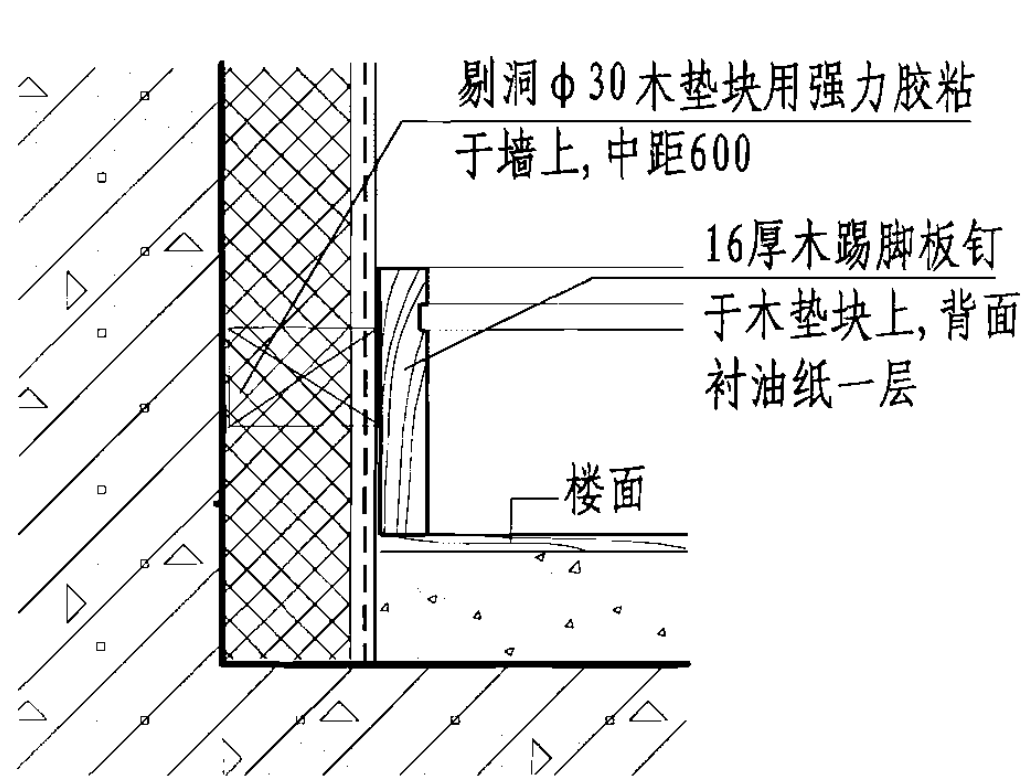 剔洞φ30木垫块用强力胶粘
于墙上,中距600
16厚木踢脚板钉
于木垫块上,背面
衬油纸一层
楼面